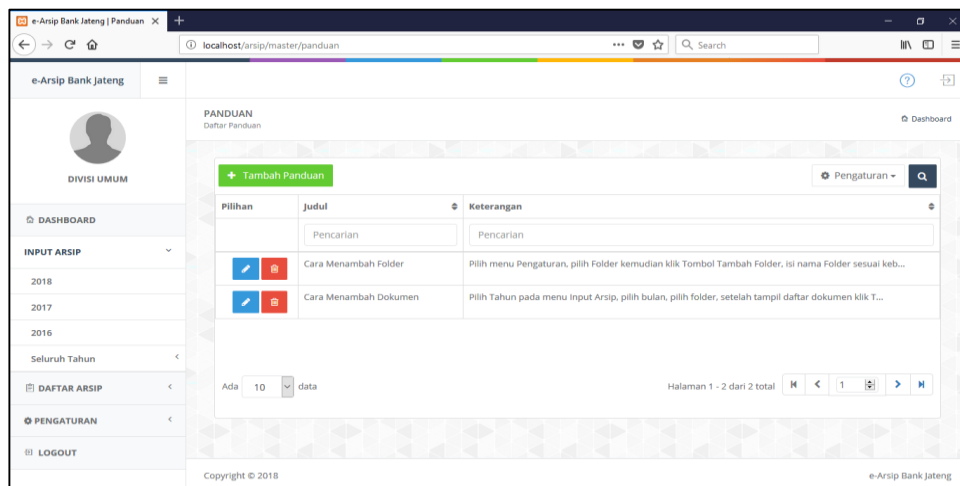 e-Arsip Bank Jateng | Panduan
localhost/arsip/master/panduan
Search
e-Arsip Bank Jateng
PANDUAN
Daftar Panduan
Dashboard
DIVISI UMUM
DASHBOARD
INPUT ARSIP
2018
2017
2016
Seluruh Tahun
DAFTAR ARSIP
PENGATURAN
LOGOUT
Tambah Panduan
Pengaturan
Pilihan Judul Keterangan
Pencarian Pencarian
Cara Menambah Folder Pilih menu Pengaturan, pilih Folder kemudian klik Tombol Tambah Folder, isi nama Folder sesuai keb...
Cara Menambah Dokumen Pilih Tahun pada menu Input Arsip, pilih bulan, pilih folder, setelah tampil daftar dokumen klik T...
Ada 10 data Halaman 1 - 2 dari 2 total 1
Copyright © 2018 e-Arsip Bank Jateng